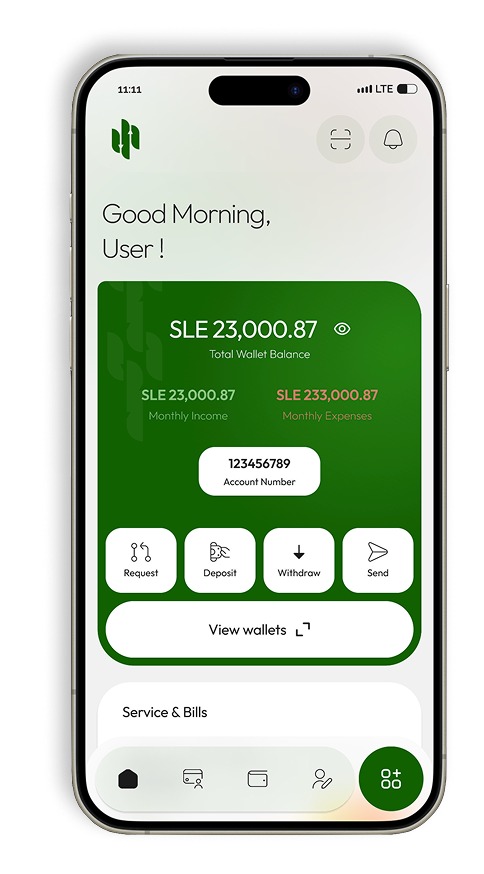 11:11
LTE
Good Morning,
User !
SLE 23,000.87
Total Wallet Balance
SLE 23,000.87
SLE 233,000.87
Monthly Income
Monthly Expenses
123456789
Account Number
Request
Deposit
Withdraw
Send
View wallets
Service & Bills